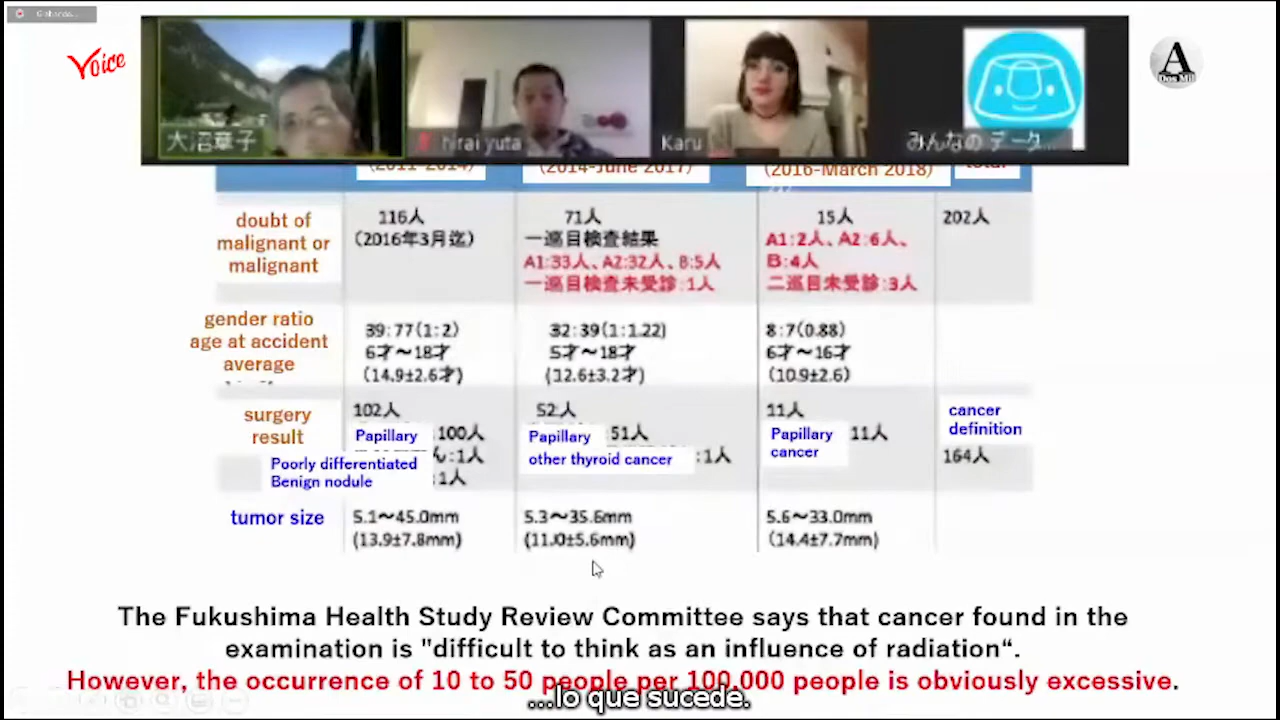 Voice
A
Dos Mil
大沼章子
hirai yuta
Karu
みんなのデータ...
(2011-2014)
(2014-June 2017)
(2016-March 2018)
total
doubt of
malignant or
malignant
116人
(2016年3月迄)
71人
一巡目検査結果
A1:33人、A2:32人、B:5人
一巡目検査未受診:1人
15人
A1:2人、A2:6人、
B:4人
二巡目未受診:3人
202人
gender ratio
age at accident
average
39:77(1:2)
6才〜18才
(14.9±2.6才)
32:39(1:1.22)
5才〜18才
(12.6±3.2才)
8:7(0.88)
6才〜16才
(10.9±2.6)
surgery
result
102人
Papillary
:100人
Poorly differentiated
ん:1人
Benign nodule
:1人
52人
Papillary
51人
other thyroid cancer
:1人
11人
Papillary
cancer
11人
cancer
definition
164人
tumor size
5.1〜45.0mm
(13.9±7.8mm)
5.3〜35.6mm
(11.0±5.6mm)
5.6〜33.0mm
(14.4±7.7mm)
The Fukushima Health Study Review Committee says that cancer found in the
examination is "difficult to think as an influence of radiation“.
However, the occurrence of 10 to 50 people per 100,000 people is obviously excessive.
...lo que sucede.